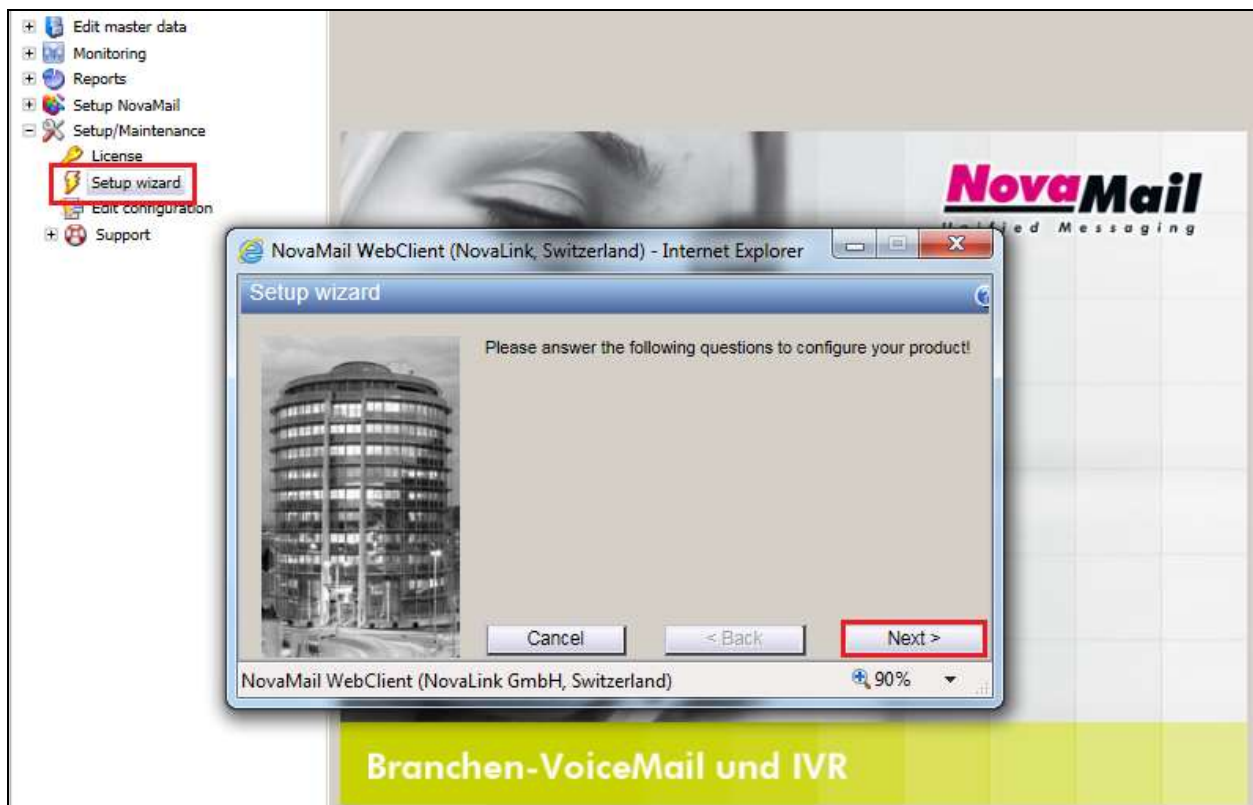 Edit master data
Monitoring
Reports
Setup NovaMail
Setup/Maintenance
License
Setup wizard
Edit configuration
Support
NovaMail
Unified Messaging
NovaMail WebClient (NovaLink, Switzerland) - Internet Explorer
Setup wizard
Please answer the following questions to configure your product!
Cancel
< Back
Next >
NovaMail WebClient (NovaLink GmbH, Switzerland)
90%
Branchen-VoiceMail und IVR